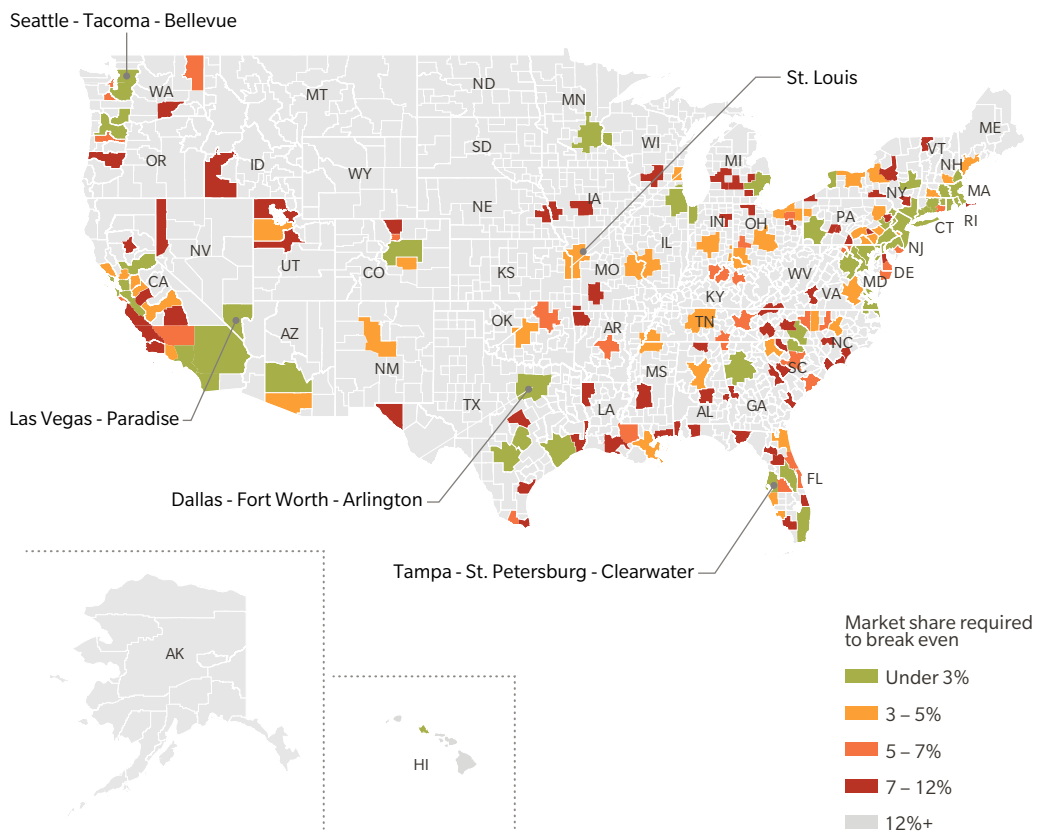 Seattle - Tacoma - Bellevue
St. Louis
ND
MT
WA
MN
ME
VT
WI
SD
NH
MI
OR
ID
WY
MA
NY
IA
NE
RI
PA
IN
OH
CT
IL
NJ
NV
UT
CO
KS
MO
WV
DE
CA
MD
VA
KY
OK
TN
AZ
AR
NC
NM
SC
MS
TX
LA
AL
GA
Las Vegas - Paradise
FL
Dallas - Fort Worth - Arlington
Tampa - St. Petersburg - Clearwater
Market share required
to break even
AK
Under 3%
3 – 5%
5 – 7%
HI
7 – 12%
12%+